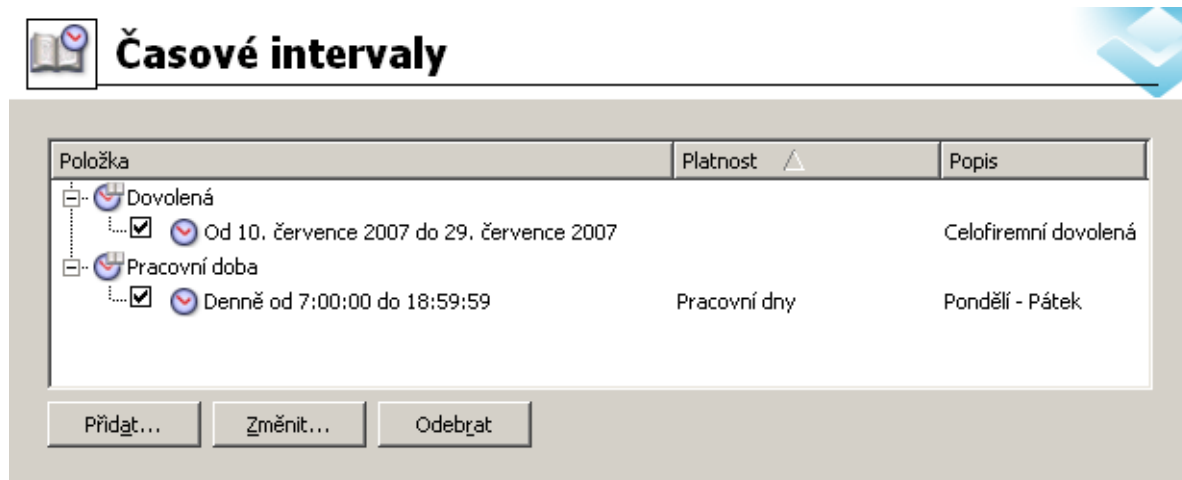 Časové intervaly
Položka Platnost Popis
Dovolená
Od 10. července 2007 do 29. července 2007 Celofiremní dovolená
Pracovní doba
Denně od 7:00:00 do 18:59:59 Pracovní dny Pondělí - Pátek
Přidat... Změnit... Odebrat